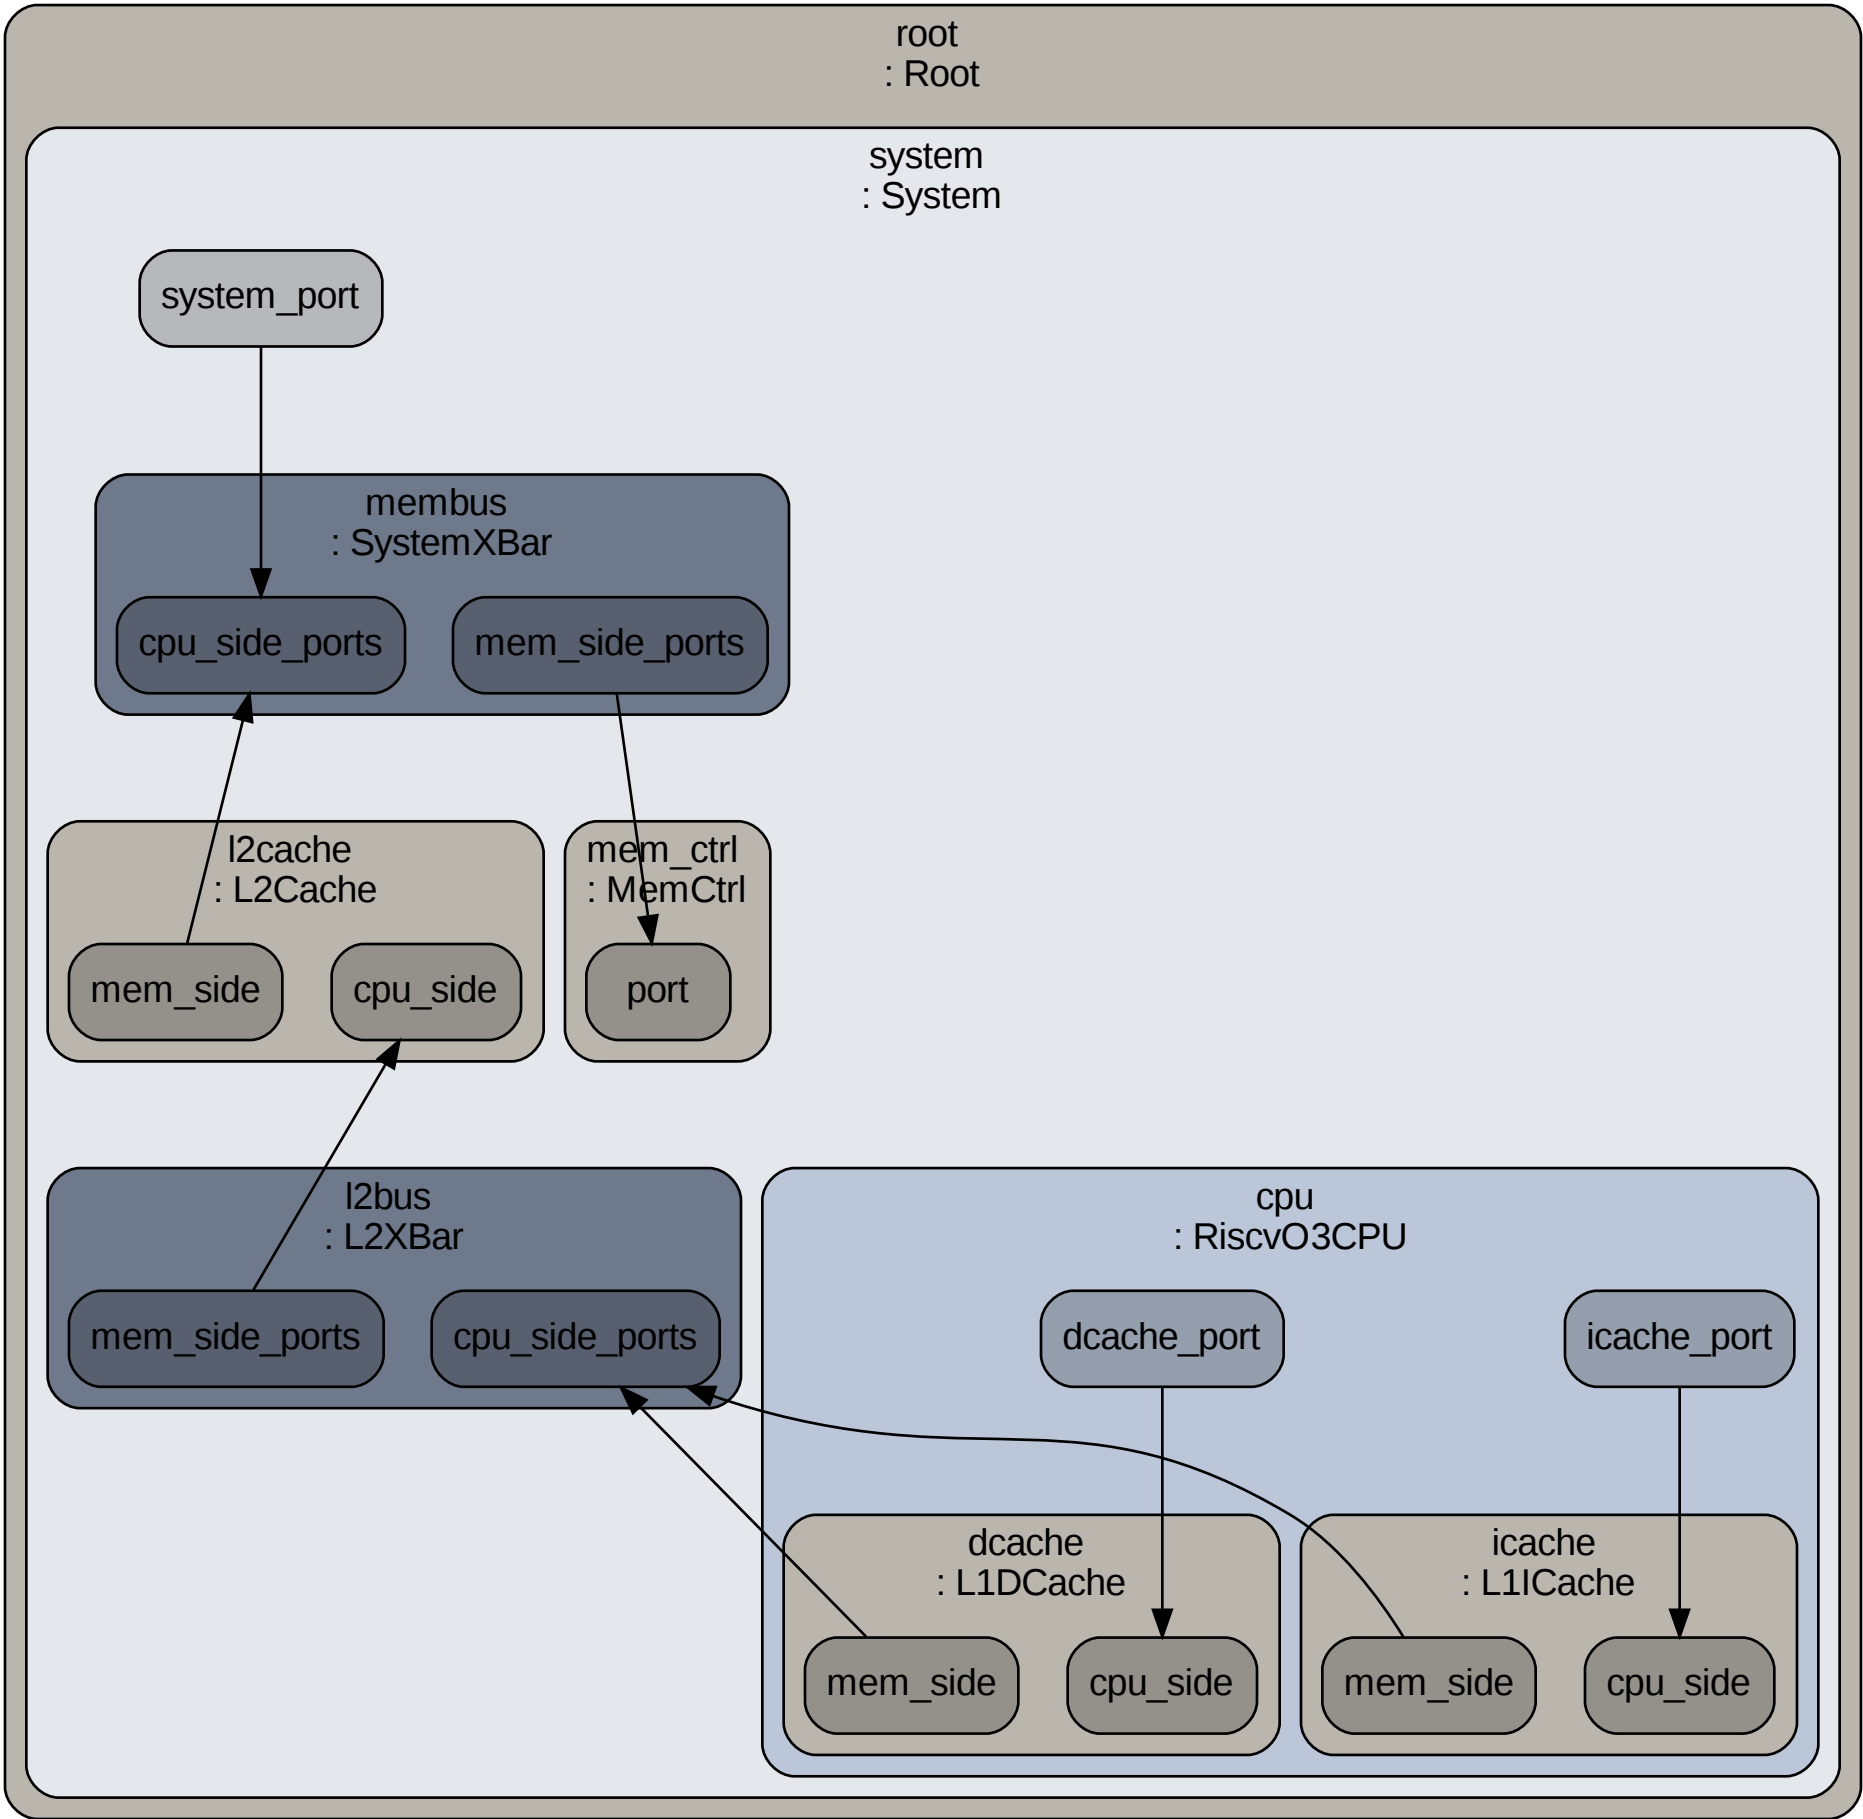 root
: Root
system
: System
system_port
membus
: SystemXBar
cpu_side_ports
mem_side_ports
l2cache
: L2Cache
mem_side
cpu_side
mem_ctrl
: MemCtrl
port
l2bus
: L2XBar
mem_side_ports
cpu_side_ports
cpu
: RiscvO3CPU
dcache_port
icache_port
dcache
: L1DCache
mem_side
cpu_side
icache
: L1ICache
mem_side
cpu_side